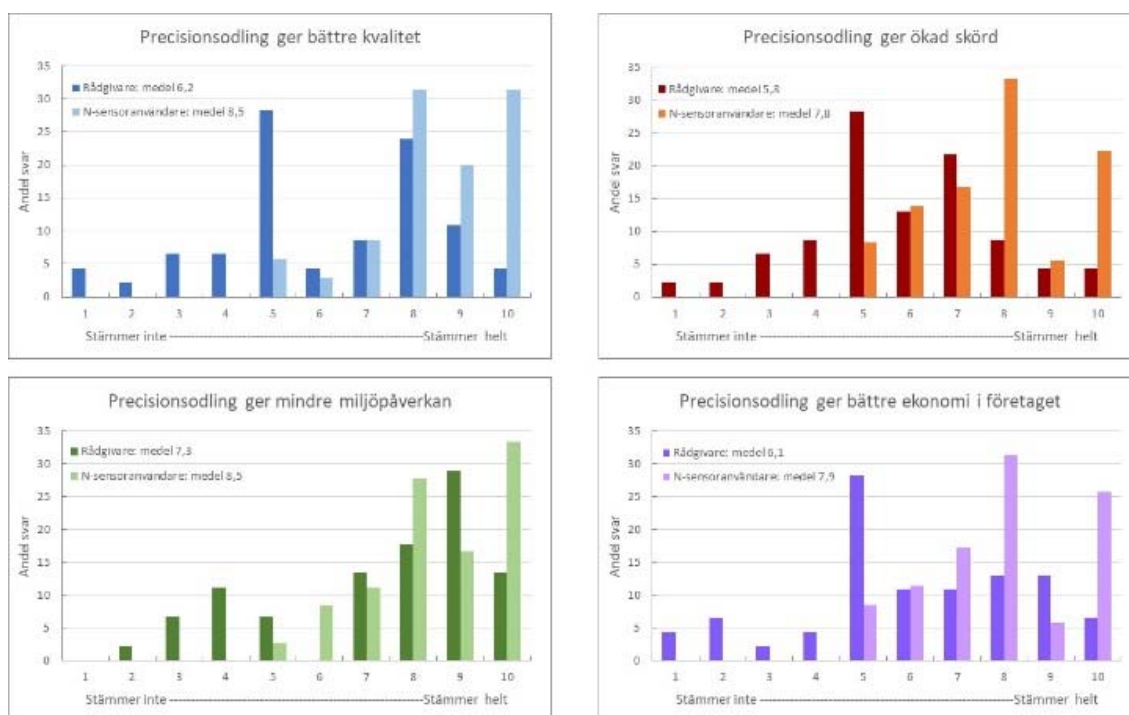 Precisionsodling ger bättre kvalitet
35
30
25
20
15
10
5
0
Andel svar
Rådgivare: medel 6,2
N-sensoranvändare: medel 8,5
1 2 3 4 5 6 7 8 9 10
Stämmer inte ------------------------------------------------Stämmer helt
Precisionsodling ger ökad skörd
35
30
25
20
15
10
5
0
Andel svar
Rådgivare: medel 5,8
N-sensoranvändare: medel 7,8
1 2 3 4 5 6 7 8 9 10
Stämmer inte ------------------------------------------------Stämmer helt
Precisionsodling ger mindre miljöpåverkan
35
30
25
20
15
10
5
0
Andel svar
Rådgivare: medel 7,3
N-sensoranvändare: medel 8,5
1 2 3 4 5 6 7 8 9 10
Stämmer inte ------------------------------------------------Stämmer helt
Precisionsodling ger bättre ekonomi i företaget
35
30
25
20
15
10
5
0
Andel svar
Rådgivare: medel 6,1
N-sensoranvändare: medel 7,9
1 2 3 4 5 6 7 8 9 10
Stämmer inte ------------------------------------------------Stämmer helt